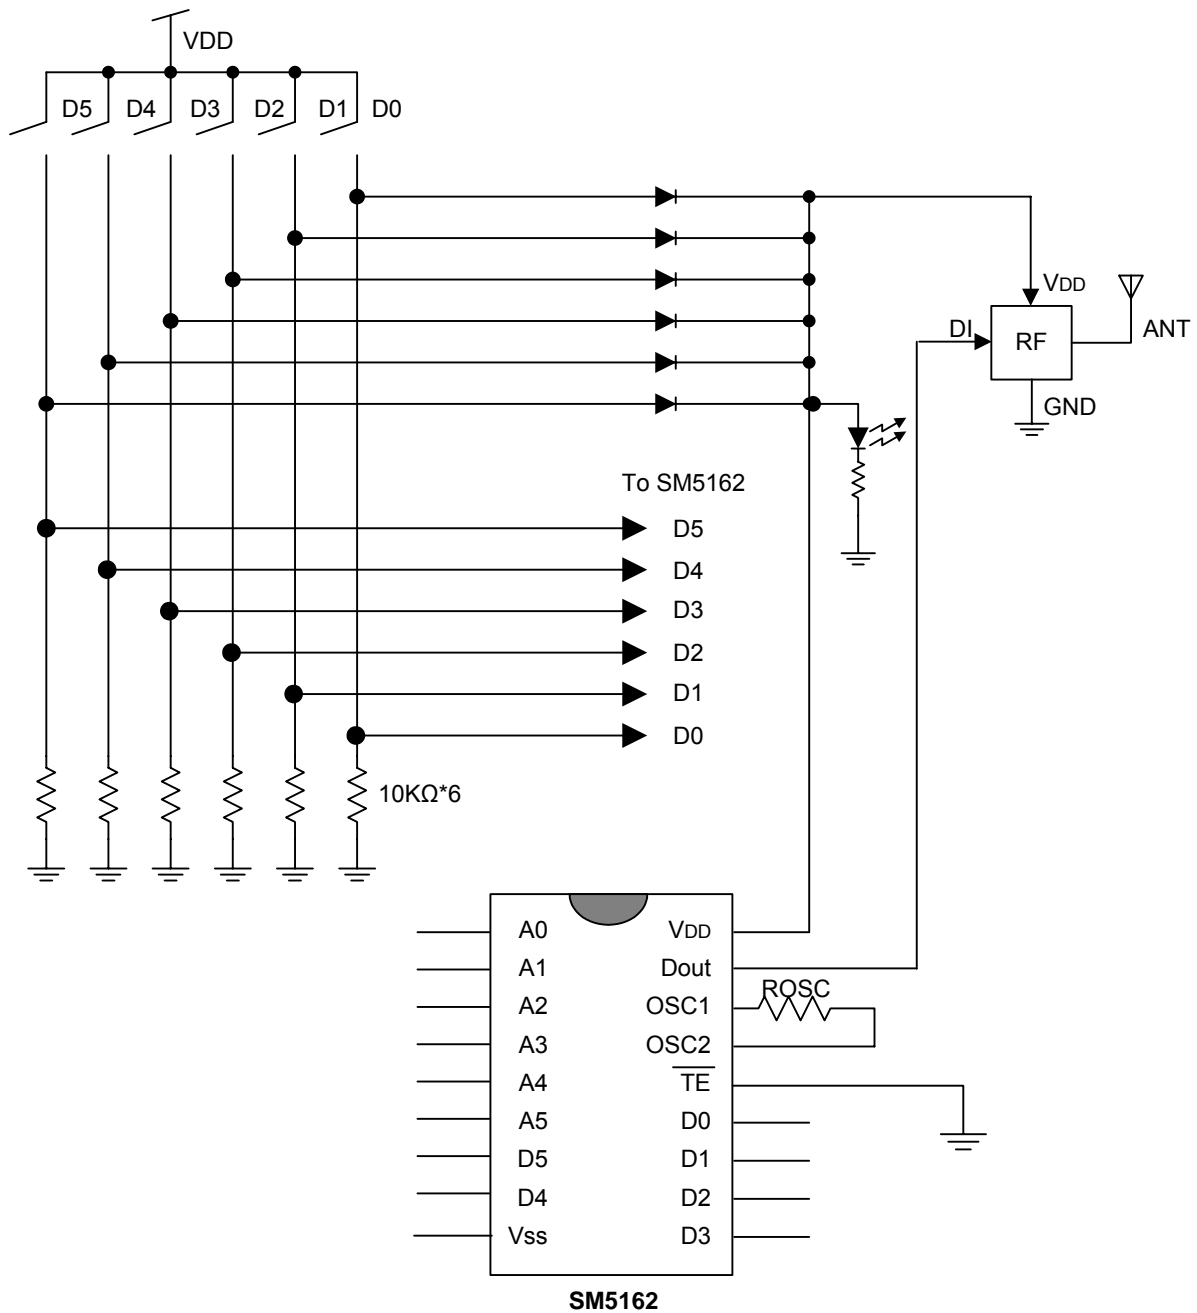 VDD
D5 D4 D3 D2 D1 D0
VDD
DI RF ANT
GND
To SM5162
D5
D4
D3
D2
D1
D0
10KΩ*6
A0 VDD
A1 Dout
ROSC
A2 OSC1
A3 OSC2
A4 TE
A5 D0
D5 D1
D4 D2
Vss D3
SM5162